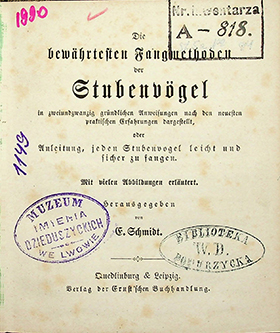 1990
Nr. inwentarza
A - 818.
Die
bewährtesten Fangmethoden
der
Stubenvögel
in zweiundzwanzig gründlichen Anweisungen nach den neuesten
praktischen Erfahrungen dargestellt,
oder
Anleitung, jeden Stubenvogel leicht und
sicher zu fangen.
1149
Mit vielen Abbildungen erläutert.
Herausgegeben
von
E. Schmidt.
MUZEUM
IMIENIA
DZIEDUSZYCKICH
WE LWOWIE
BIBLIOTEKA
W. D.
Quedlinburg & Leipzig.
Verlag der Ernst'schen Buchhandlung.